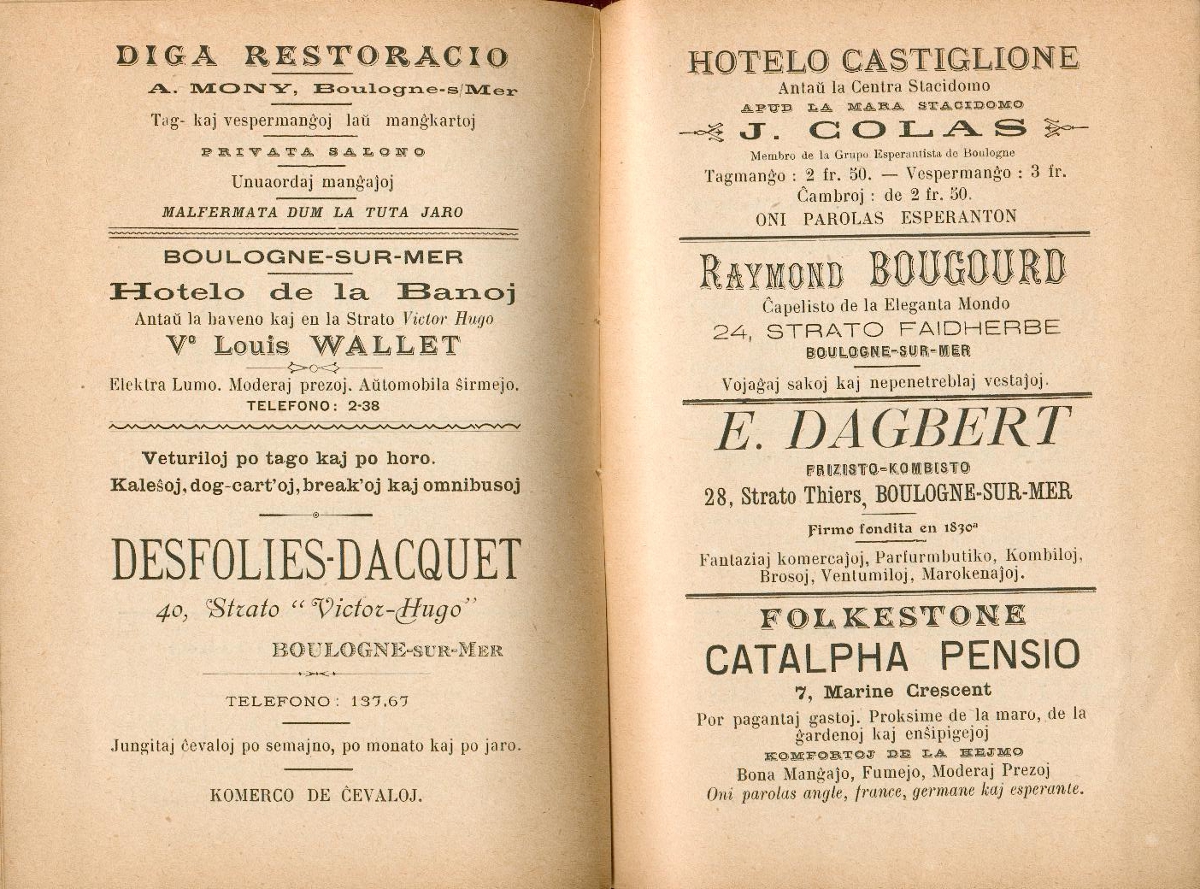 DIGA RESTORACIO
A. MONY, Boulogne-s/Mer
Tag- kaj vespermanĝoj laŭ manĝkartoj
PRIVATA SALONO
Unuaordaj manĝaĵoj
MALFERMATA DUM LA TUTA JARO
BOULOGNE-SUR-MER
Hotelo de la Banoj
Antaŭ la haveno kaj en la Strato Victor Hugo
Vᵉ Louis WALLET
Elektra Lumo. Moderaj prezoj. Aŭtomobila ŝirmejo.
TELEFONO: 2-38
Veturiloj po tago kaj po horo.
Kaleŝoj, dog-cart'oj, break'oj kaj omnibusoj
DESFOLIES-DACQUET
40, Strato "Victor-Hugo"
BOULOGNE-SUR-MER
TELEFONO: 137.67
Jungitaj ĉevaloj po semajno, po monato kaj po jaro.
KOMERCO DE ĈEVALOJ.
HOTELO CASTIGLIONE
Antaŭ la Centra Stacidomo
APUD LA MARA STACIDOMO
J. COLAS
Membro de la Grupo Esperantista de Boulogne
Tagmanĝo : 2 fr. 50. — Vespermanĝo : 3 fr.
Ĉambroj : de 2 fr. 50.
ONI PAROLAS ESPERANTON
RAYMOND BOUGOURD
Ĉapelisto de la Eleganta Mondo
24, STRATO FAIDHERBE
BOULOGNE-SUR-MER
Vojaĝaj sakoj kaj nepenetreblaj vestaĵoj.
E. DAGBERT
FRIZISTO-KOMBISTO
28, Strato Thiers, BOULOGNE-SUR-MER
Firmo fondita en 1830ᵃ
Fantaziaj komercaĵoj, Parfurmbutiko, Kombiloj,
Brosoj, Ventumiloj, Marokenaĵoj.
FOLKESTONE
CATALPHA PENSIO
7, Marine Crescent
Por pagantaj gastoj. Proksime de la maro, de la
ĝardenoj kaj enŝipigejoj
KOMFORTOJ DE LA HEJMO
Bona Manĝaĵo, Fumejo, Moderaj Prezoj
Oni parolas angle, france, germane kaj esperante.